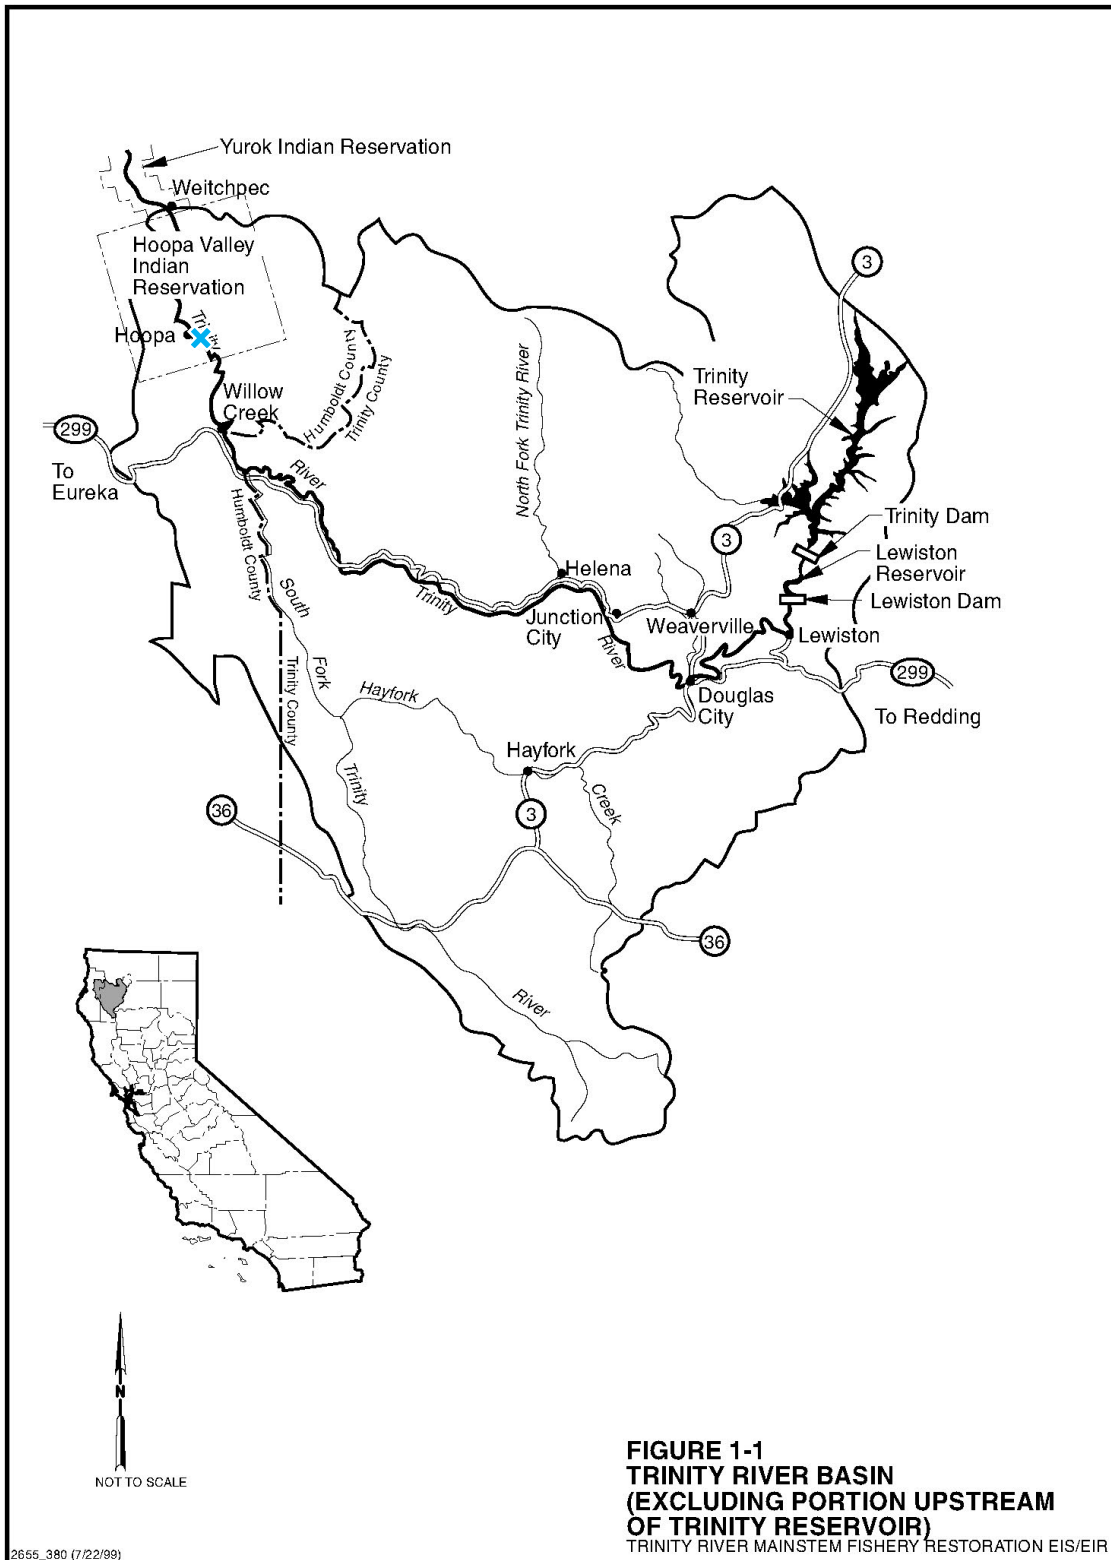 Yurok Indian Reservation
Weitchpec
Hoopa Valley
Indian
Reservation
Hoopa
Trinity
Willow
Creek
299
To
Eureka
Humboldt County
Trinity County
River
North Fork Trinity River
3
Trinity
Reservoir
3
Trinity Dam
Lewiston
Reservoir
Lewiston Dam
Lewiston
Helena
Junction
City
Weaverville
Trinity
River
Humboldt County
Trinity County
South
Fork
Trinity
River
Hayfork
Creek
Douglas
City
299
To Redding
Hayfork
3
36
36
N
NOT TO SCALE
FIGURE 1-1
TRINITY RIVER BASIN
(EXCLUDING PORTION UPSTREAM
OF TRINITY RESERVOIR)
TRINITY RIVER MAINSTEM FISHERY RESTORATION EIS/EIR
2655_380 (7/22/99)